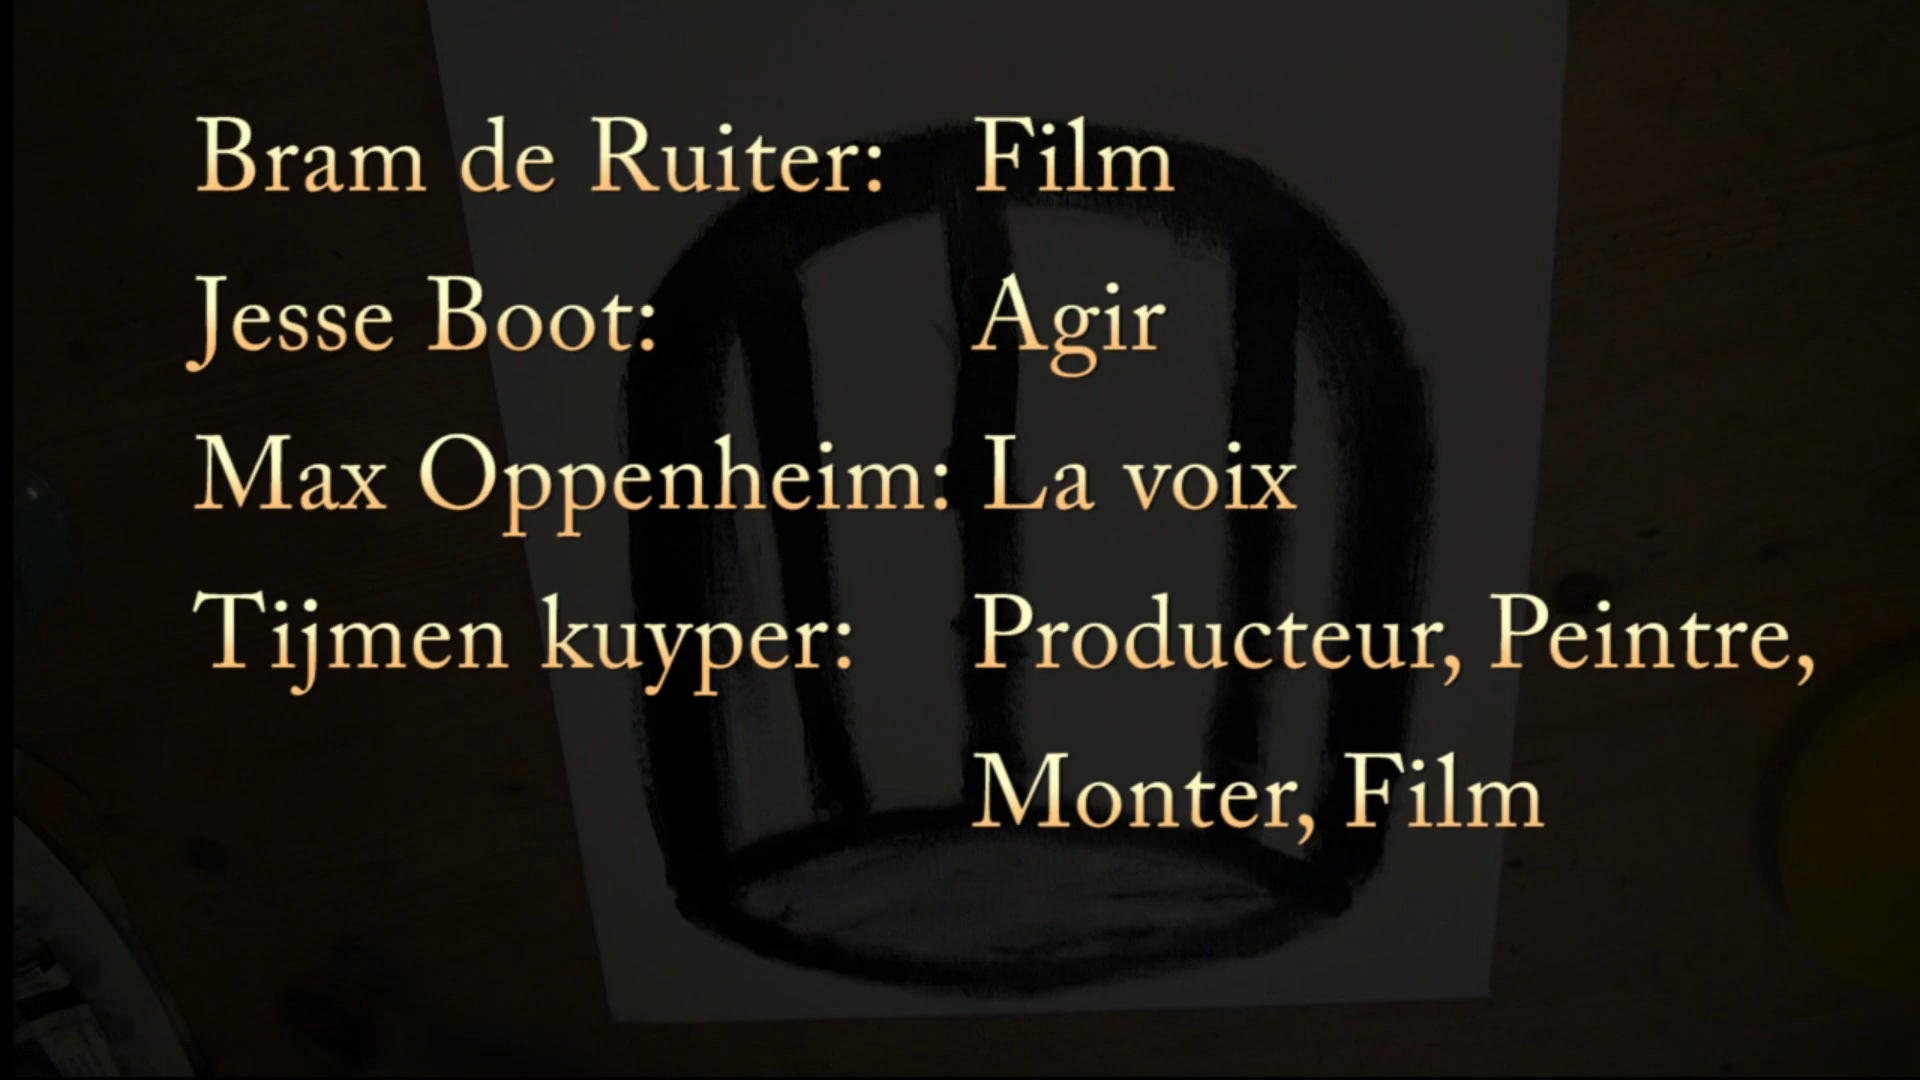 Bram de Ruiter: Film
Jesse Boot: Agir
Max Oppenheim: La voix
Tijmen kuyper: Producteur, Peintre,
Monter, Film